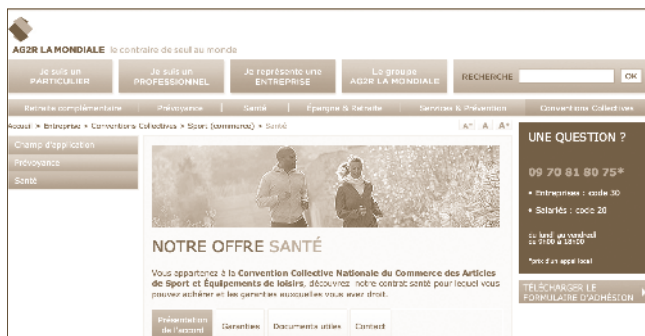 AG2R LA MONDIALE le contraire de seul au monde
Je suis un PARTICULIER
Je suis un PROFESSIONNEL
Je représente une ENTREPRISE
Le groupe AG2R LA MONDIALE
RECHERCHE OK
Retraite complémentaire | Prévoyance | Santé | Épargne & Retraite | Services & Prévention | Conventions Collectives
Accueil > Entreprise > Conventions Collectives > Sport (commerce) > Santé
A- A A+
Champ d'application
Prévoyance
Santé
NOTRE OFFRE SANTÉ
Vous appartenez à la Convention Collective Nationale du Commerce des Articles
de Sport et Équipements de loisirs, découvrez notre contrat santé pour lequel vous
pouvez adhérer et les garanties auxquelles vous avez droit.
Présentation de l'accord
Garanties
Documents utiles
Contact
UNE QUESTION ?
09 70 81 80 75*
• Entreprises : code 30
• Salariés : code 20
du lundi au vendredi
de 9h00 à 18h00
*prix d'un appel local
TÉLÉCHARGER LE
FORMULAIRE D'ADHÉSION